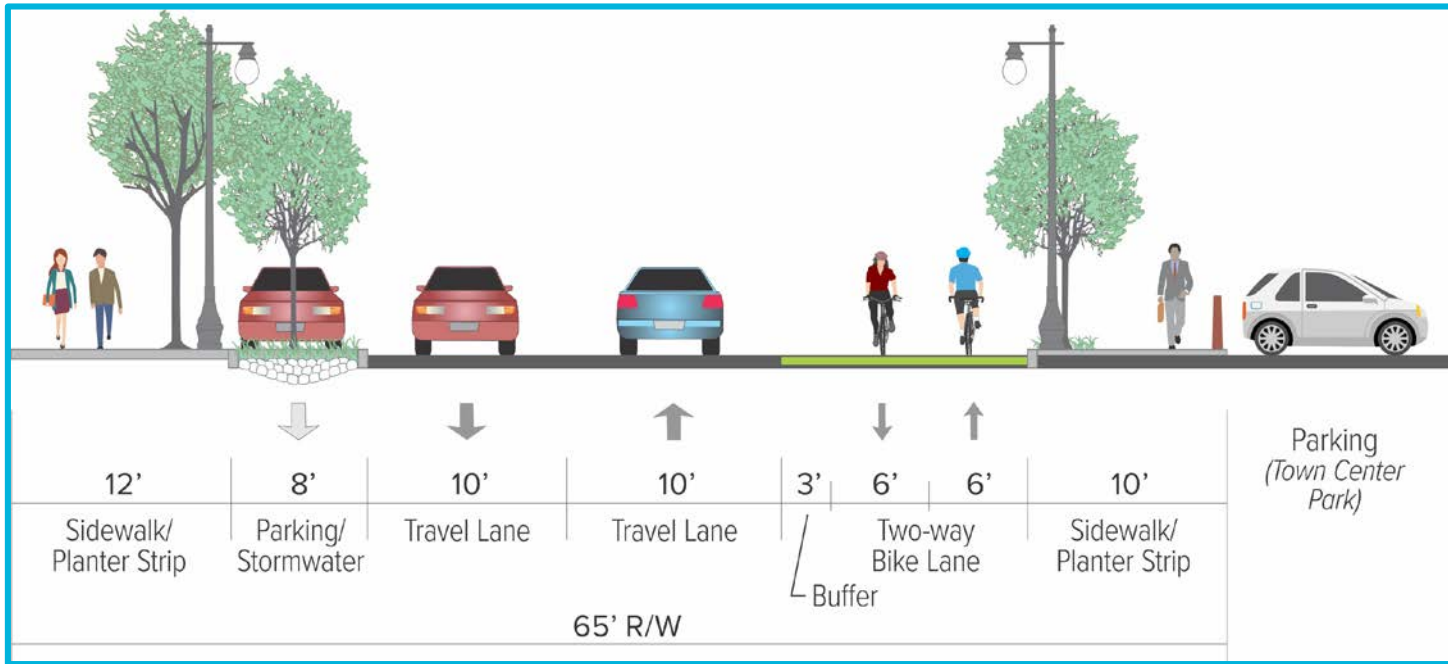 12’ 8’ 10’ 10’ 3’ 6’ 6’ 10’
Sidewalk/
Planter Strip
Parking/
Stormwater
Travel Lane
Travel Lane
Buffer
Two-way
Bike Lane
Sidewalk/
Planter Strip
Parking
(Town Center
Park)
65’ R/W